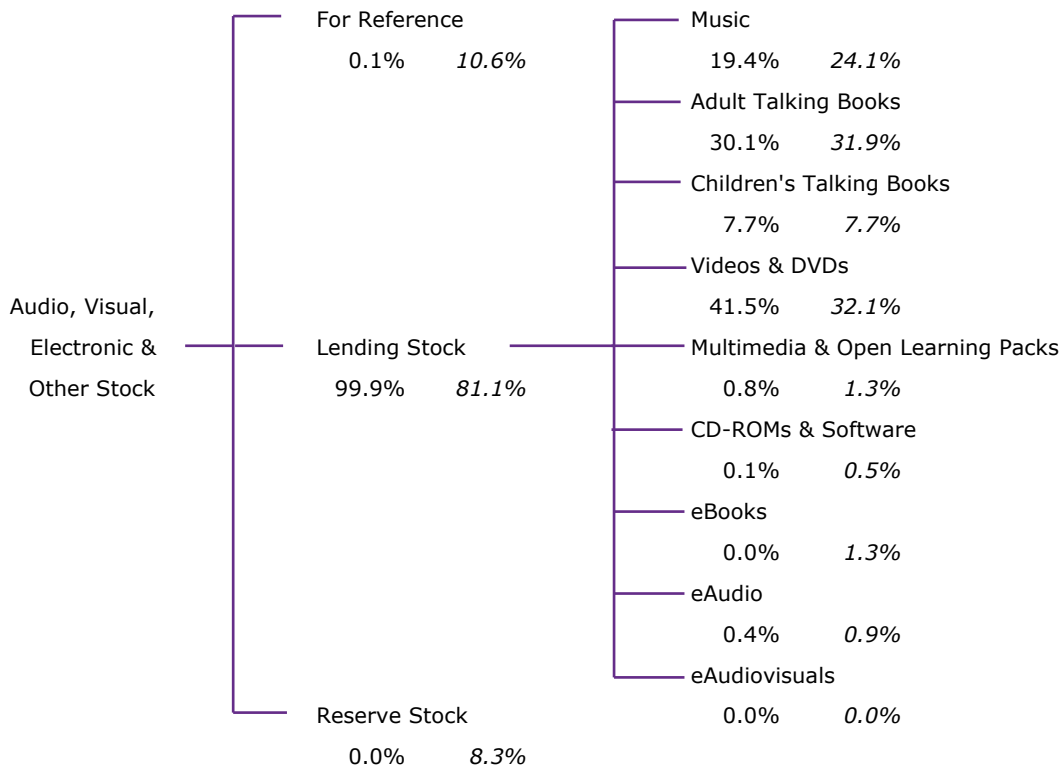 Audio, Visual,
Electronic &
Other Stock
For Reference
0.1% 10.6%
Lending Stock
99.9% 81.1%
Reserve Stock
0.0% 8.3%
Music
19.4% 24.1%
Adult Talking Books
30.1% 31.9%
Children's Talking Books
7.7% 7.7%
Videos & DVDs
41.5% 32.1%
Multimedia & Open Learning Packs
0.8% 1.3%
CD-ROMs & Software
0.1% 0.5%
eBooks
0.0% 1.3%
eAudio
0.4% 0.9%
eAudiovisuals
0.0% 0.0%